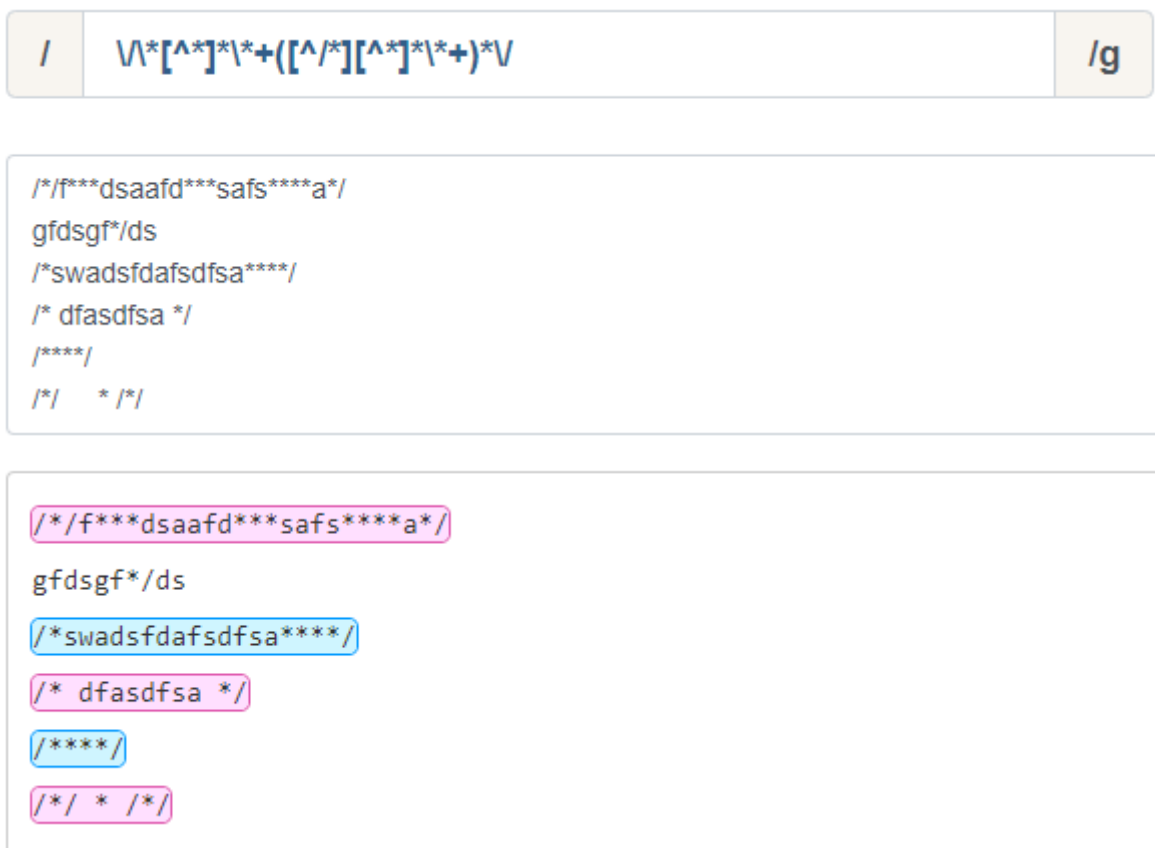 / \/\*[^*]*\*+([^/*][^*]*\*+)*\/ /g
/*/f***dsaafd***safs****a*/
gfdsgf*/ds
/*swadsfdafsdfsa****/
/* dfasdfsa */
/****/
/*/     * /*/
/*/f***dsaafd***safs****a*/
gfdsgf*/ds
/*swadsfdafsdfsa****/
/* dfasdfsa */
/****/
/*/ * /*/